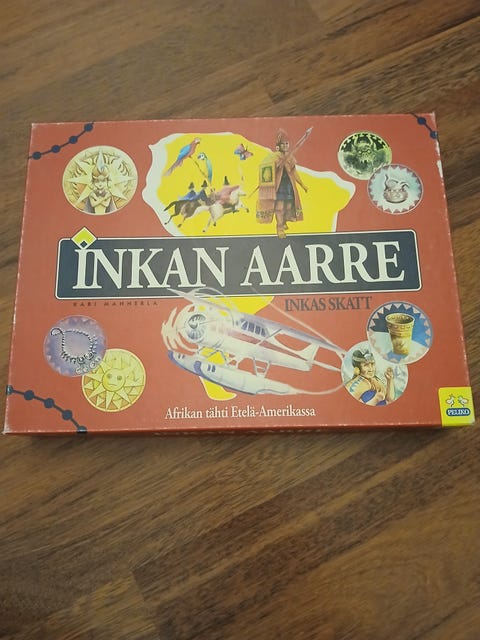 INKAN AARRE
KARI MANNERLA
INKAS SKATT
Afrikan tähti Etelä-Amerikassa
PELIKO